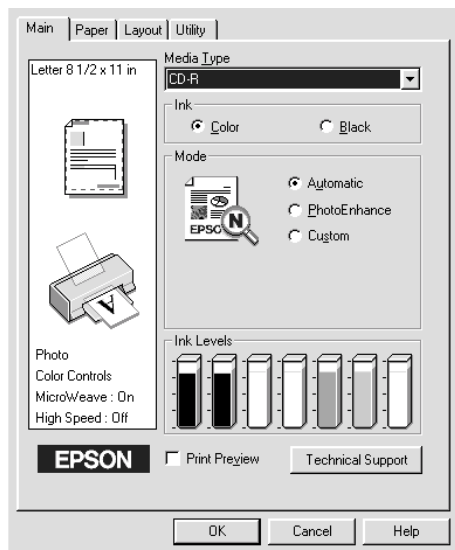 Main Paper Layout Utility
Letter 8 1/2 x 11 in
Media Type
CD-R
Ink
Color Black
Mode
EPSO
N
Automatic
PhotoEnhance
Custom
A
Photo
Color Controls
MicroWeave : On
High Speed : Off
Ink Levels
EPSON
Print Preview
Technical Support
OK Cancel Help